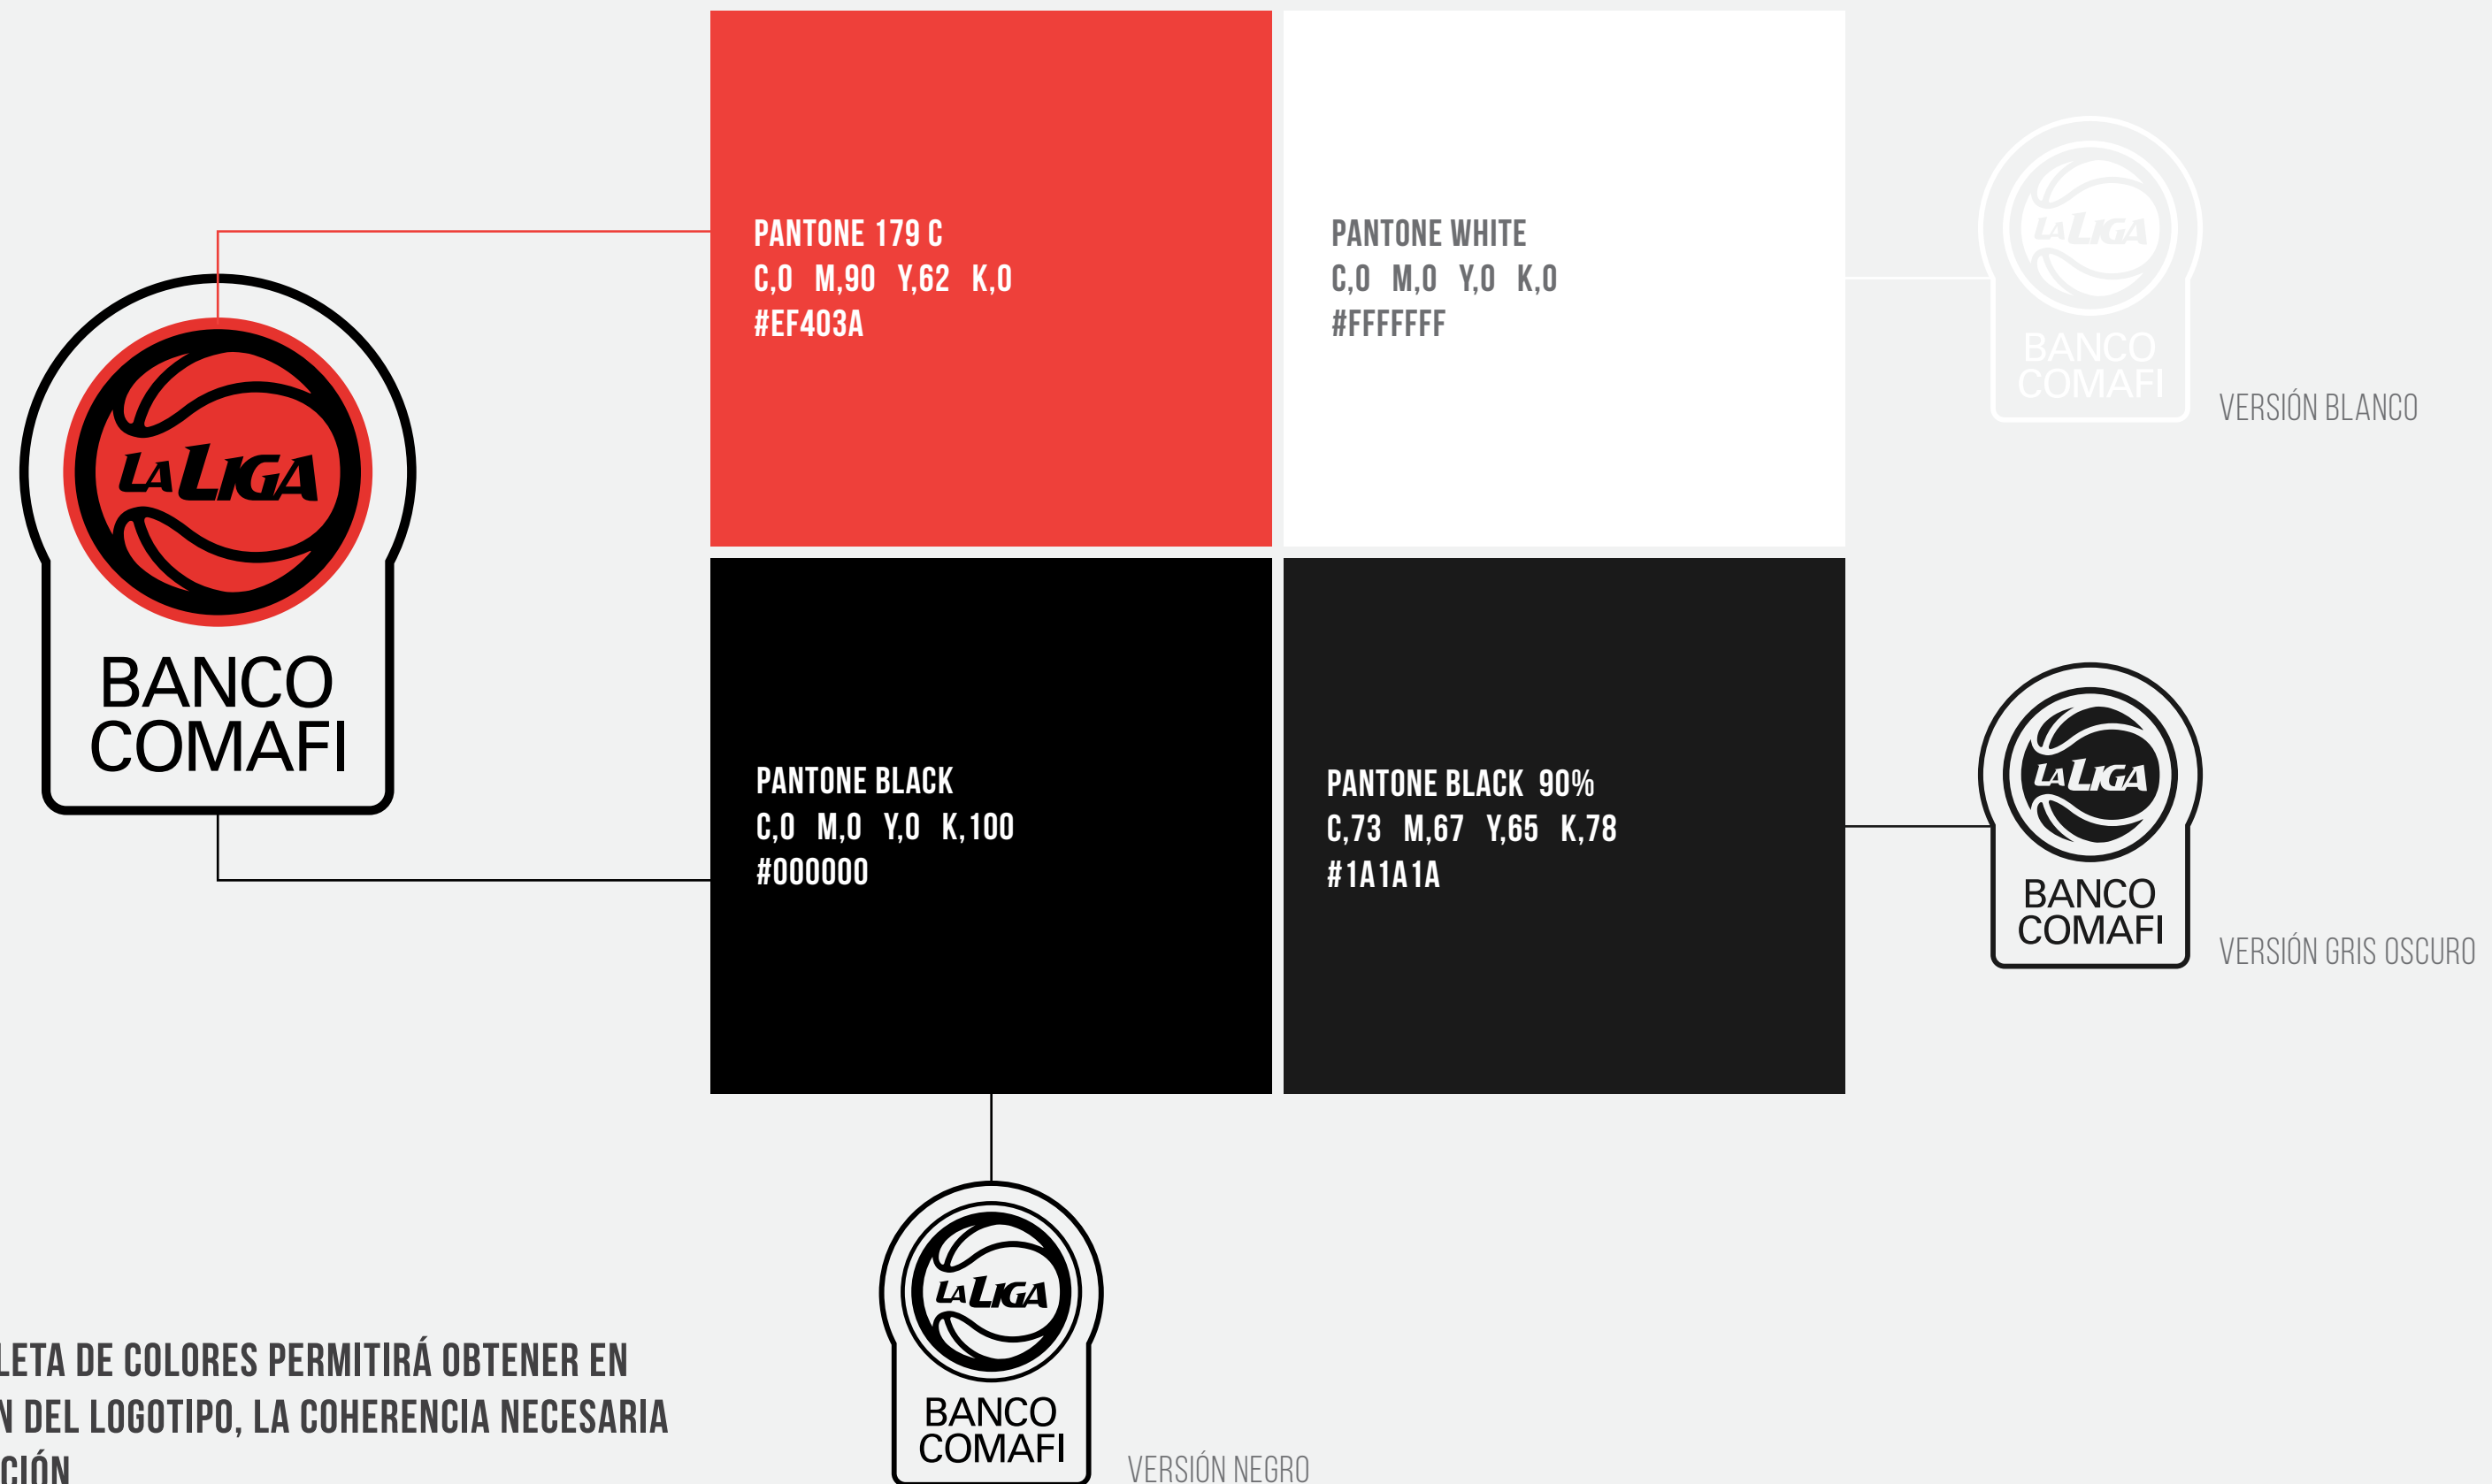 LA LIGA
BANCO
COMAFI
PANTONE 179 C
C,0 M,90 Y,62 K,0
#EF403A
PANTONE WHITE
C,0 M,0 Y,0 K,0
#FFFFFFF
LA LIGA
BANCO
COMAFI
VERSIÓN BLANCO
PANTONE BLACK
C,0 M,0 Y,0 K,100
#000000
PANTONE BLACK 90%
C,73 M,67 Y,65 K,78
#1A1A1A
LA LIGA
BANCO
COMAFI
VERSIÓN GRIS OSCURO
LA LIGA
BANCO
COMAFI
VERSIÓN NEGRO
DE COLORES PERMITIRÁ OBTENER EN
DEL LOGOTIPO, LA COHERENCIA NECESARIA